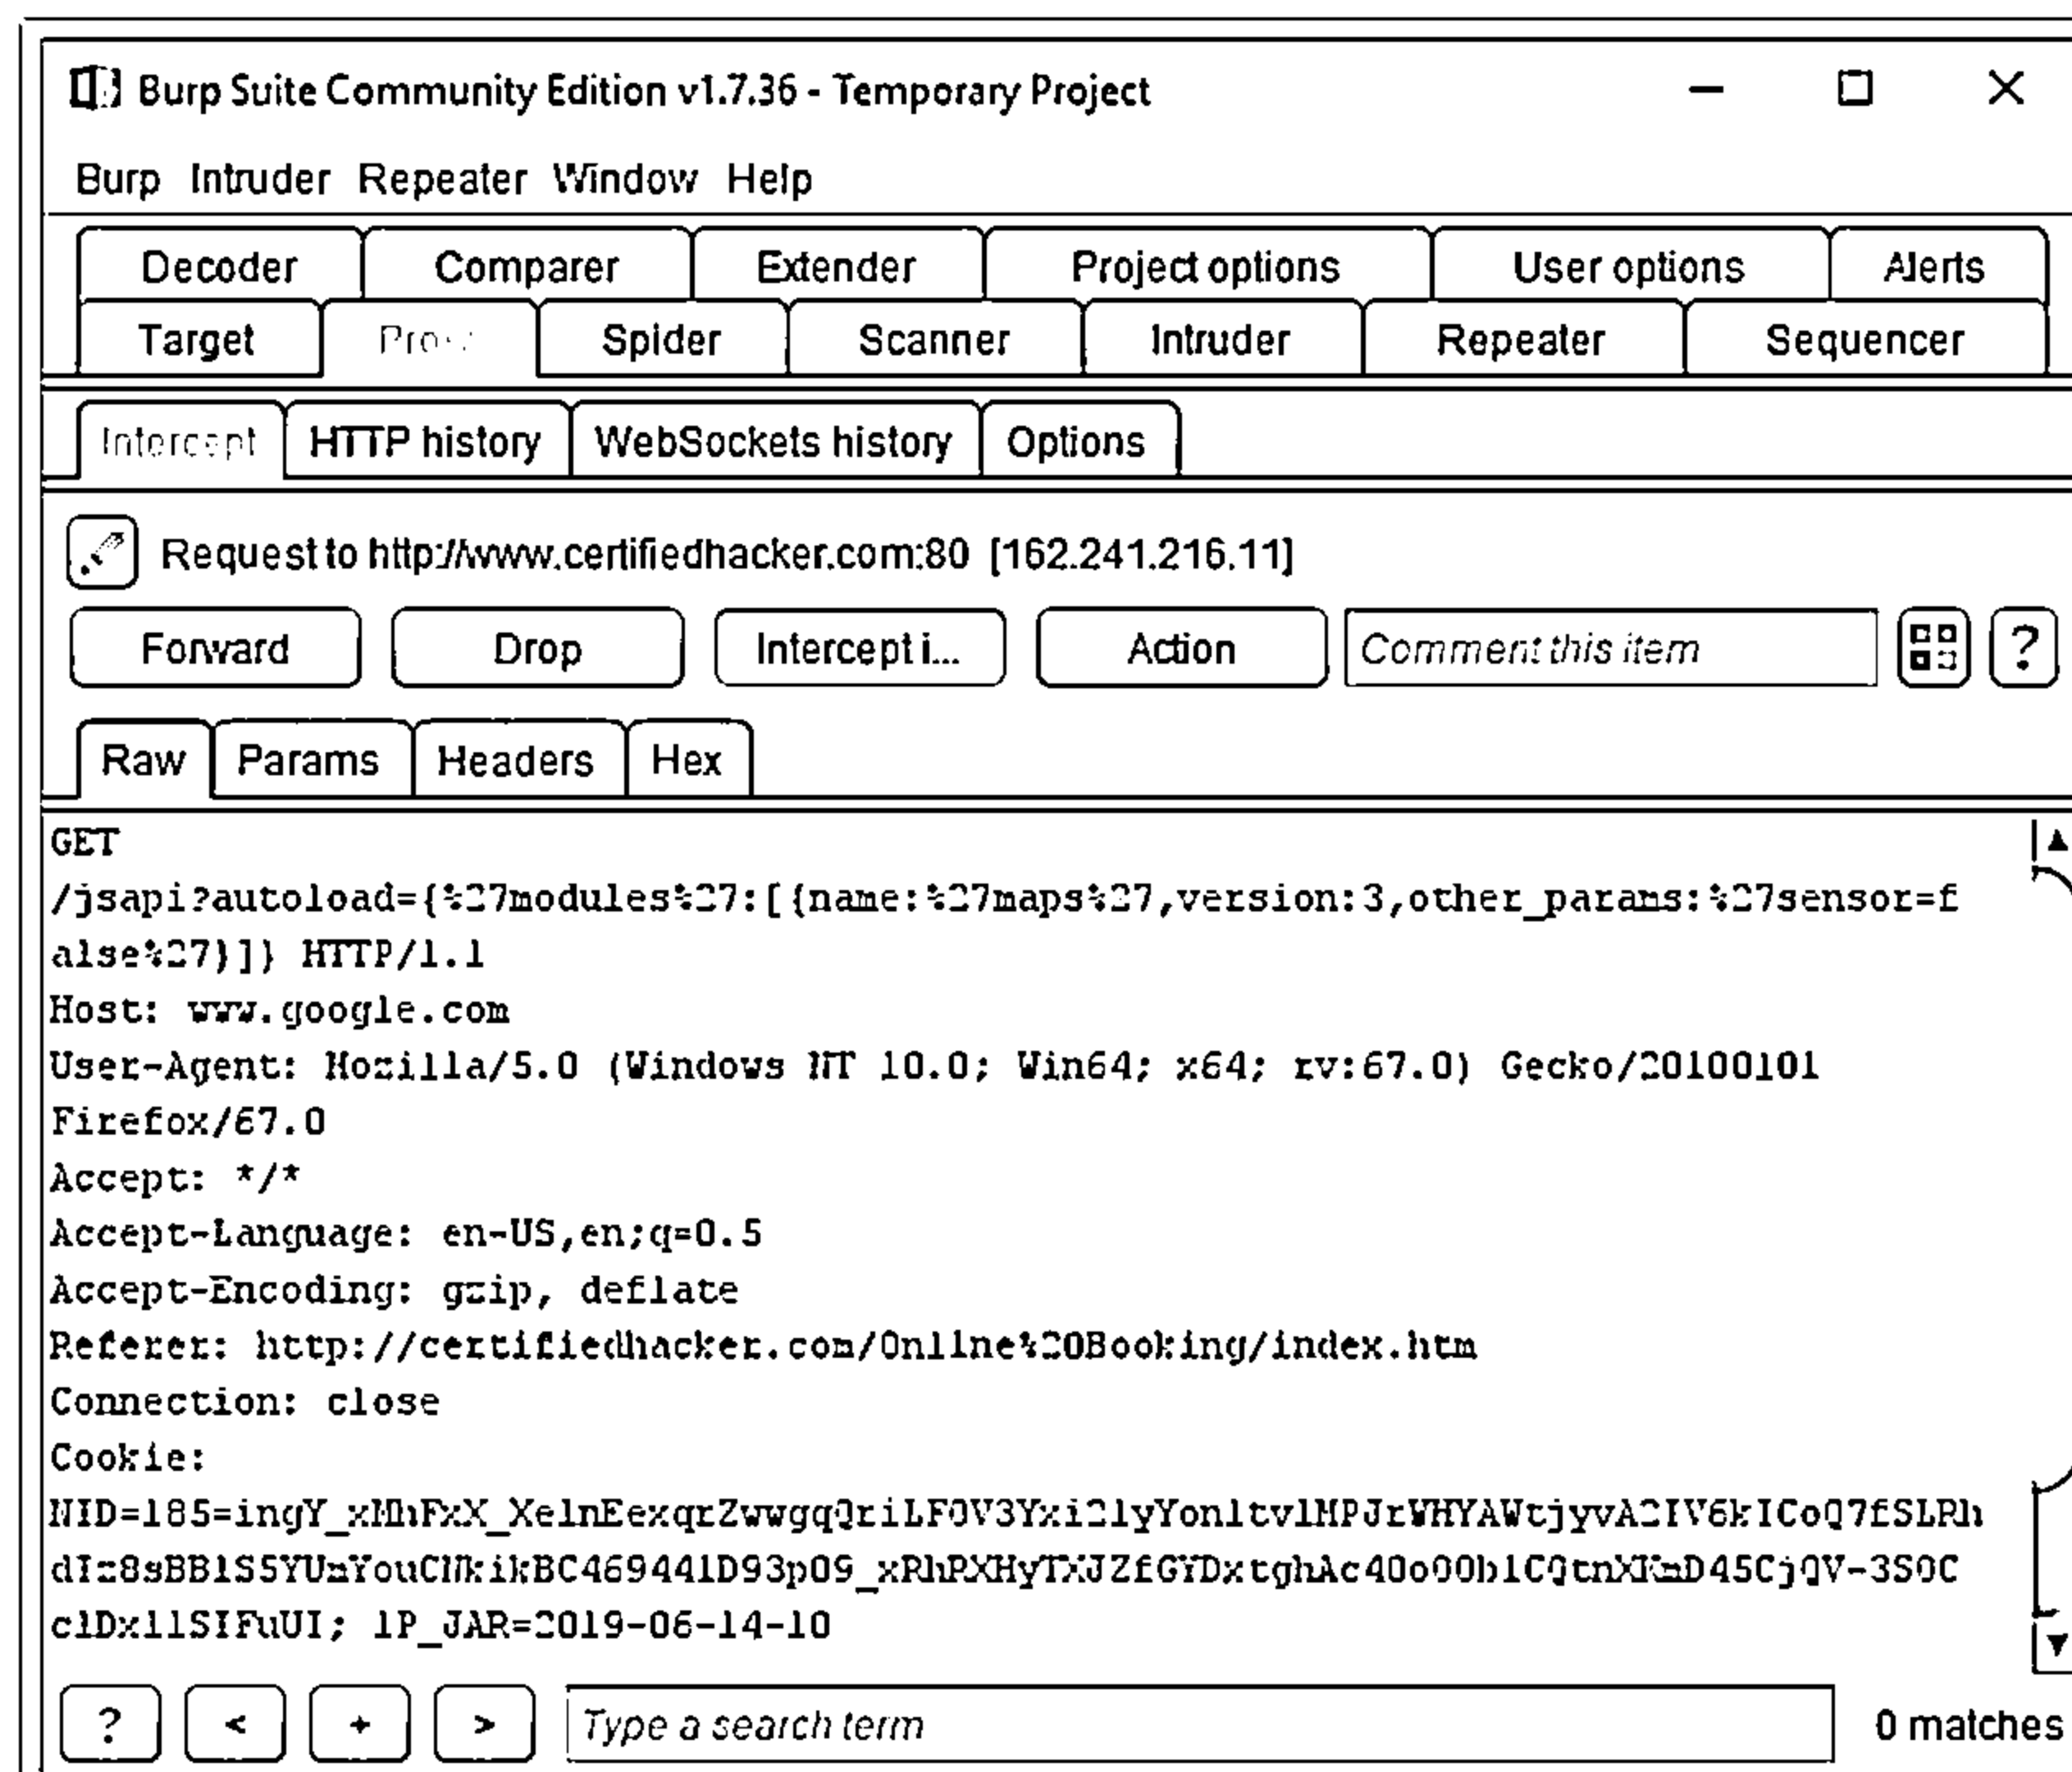 Burp Suite Community Edition v1.7.36 - Temporary Project
Burp Intruder Repeater Window Help
Decoder Comparer Extender Project options User options Alerts
Target Spider Scanner Intruder Repeater Sequencer
Intercept HTTP history WebSockets history Options
Request to http://www.certifiedhacker.com:80 [162.241.216.11]
Forward Drop Intercept i... Action Comment this item ?
Raw Params Headers Hex
GET
/jsapi?autoload={%27modules%27:[{name:%27maps%27,version:3,other_params:%27sensor=f
alse%27}]} HTTP/1.1
Host: www.google.com
User-Agent: Mozilla/5.0 (Windows NT 10.0; Win64; x64; rv:67.0) Gecko/20100101
Firefox/67.0
Accept: */*
Accept-Language: en-US,en;q=0.5
Accept-Encoding: gzip, deflate
Referer: http://certifiedhacker.com/Online%20Booking/index.htm
Connection: close
Cookie:
1P_JAR=2019-06-14-10
? < + > Type a search term 0 matches